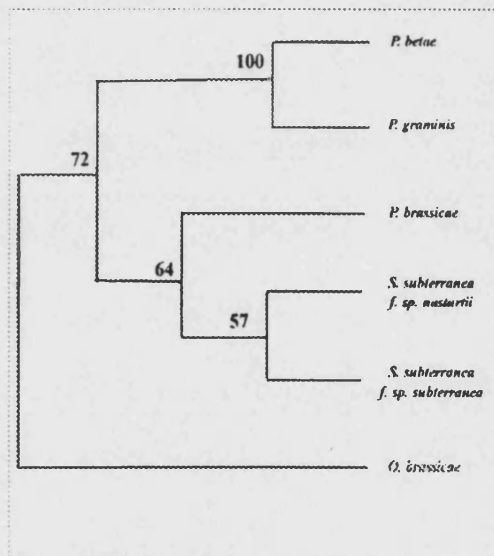 P. betae
100
P. graminis
72
P. brassicae
64
S. subterranea
f. sp. nasturtii
57
S. subterranea
f. sp. subterranea
O. brassicae